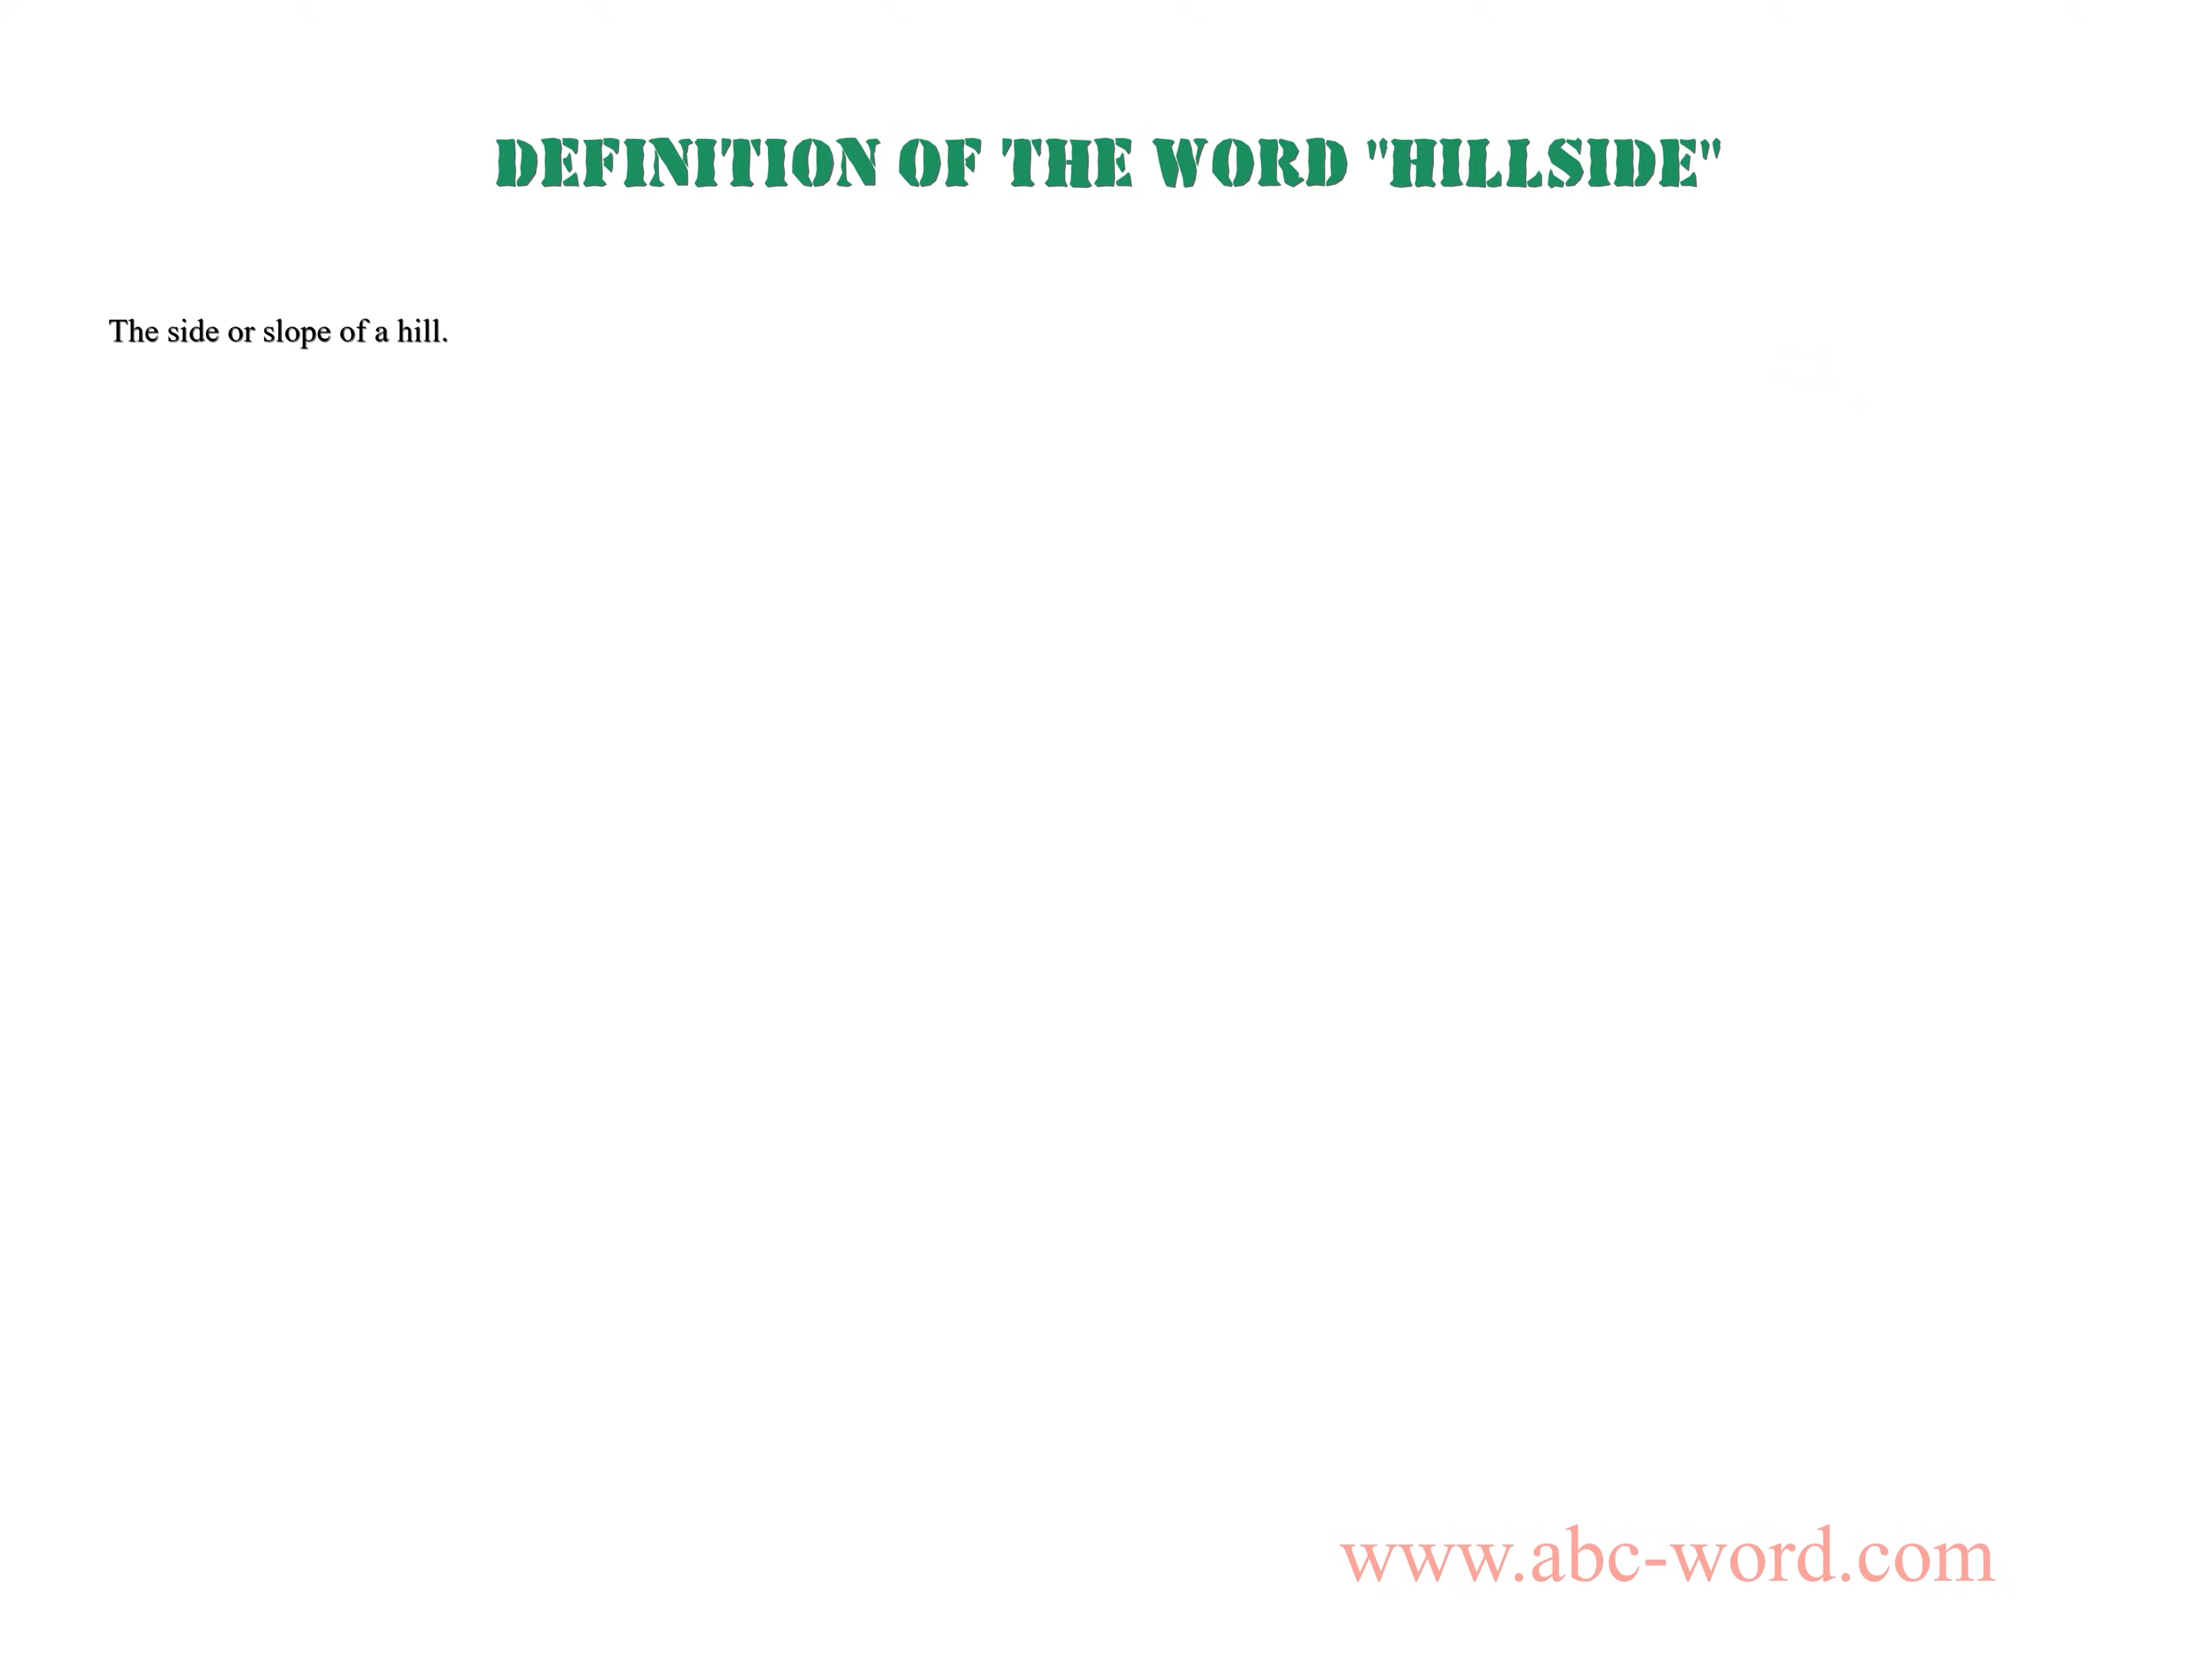 DEFINITION OF THE WORD "HILLSIDE"
The side or slope of a hill.
www.abc-word.com